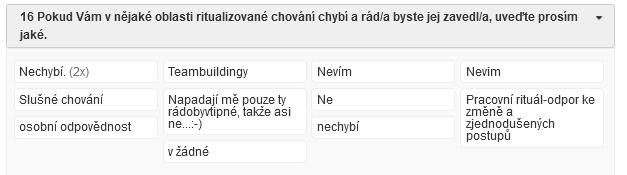 16 Pokud Vám v nějaké oblasti ritualizované chování chybí a rád/a byste jej zavedl/a, uveďte prosím
jaké.
Nechybí. (2x)
Slušné chování
osobní odpovědnost
Teambuildingy
Napadají mě pouze ty
rádobyvtipné, takže asi
ne...:-)
v žádné
Nevím
Ne
nechybí
Nevim
Pracovní rituál-odpor ke
změně a
zjednodušených
postupů